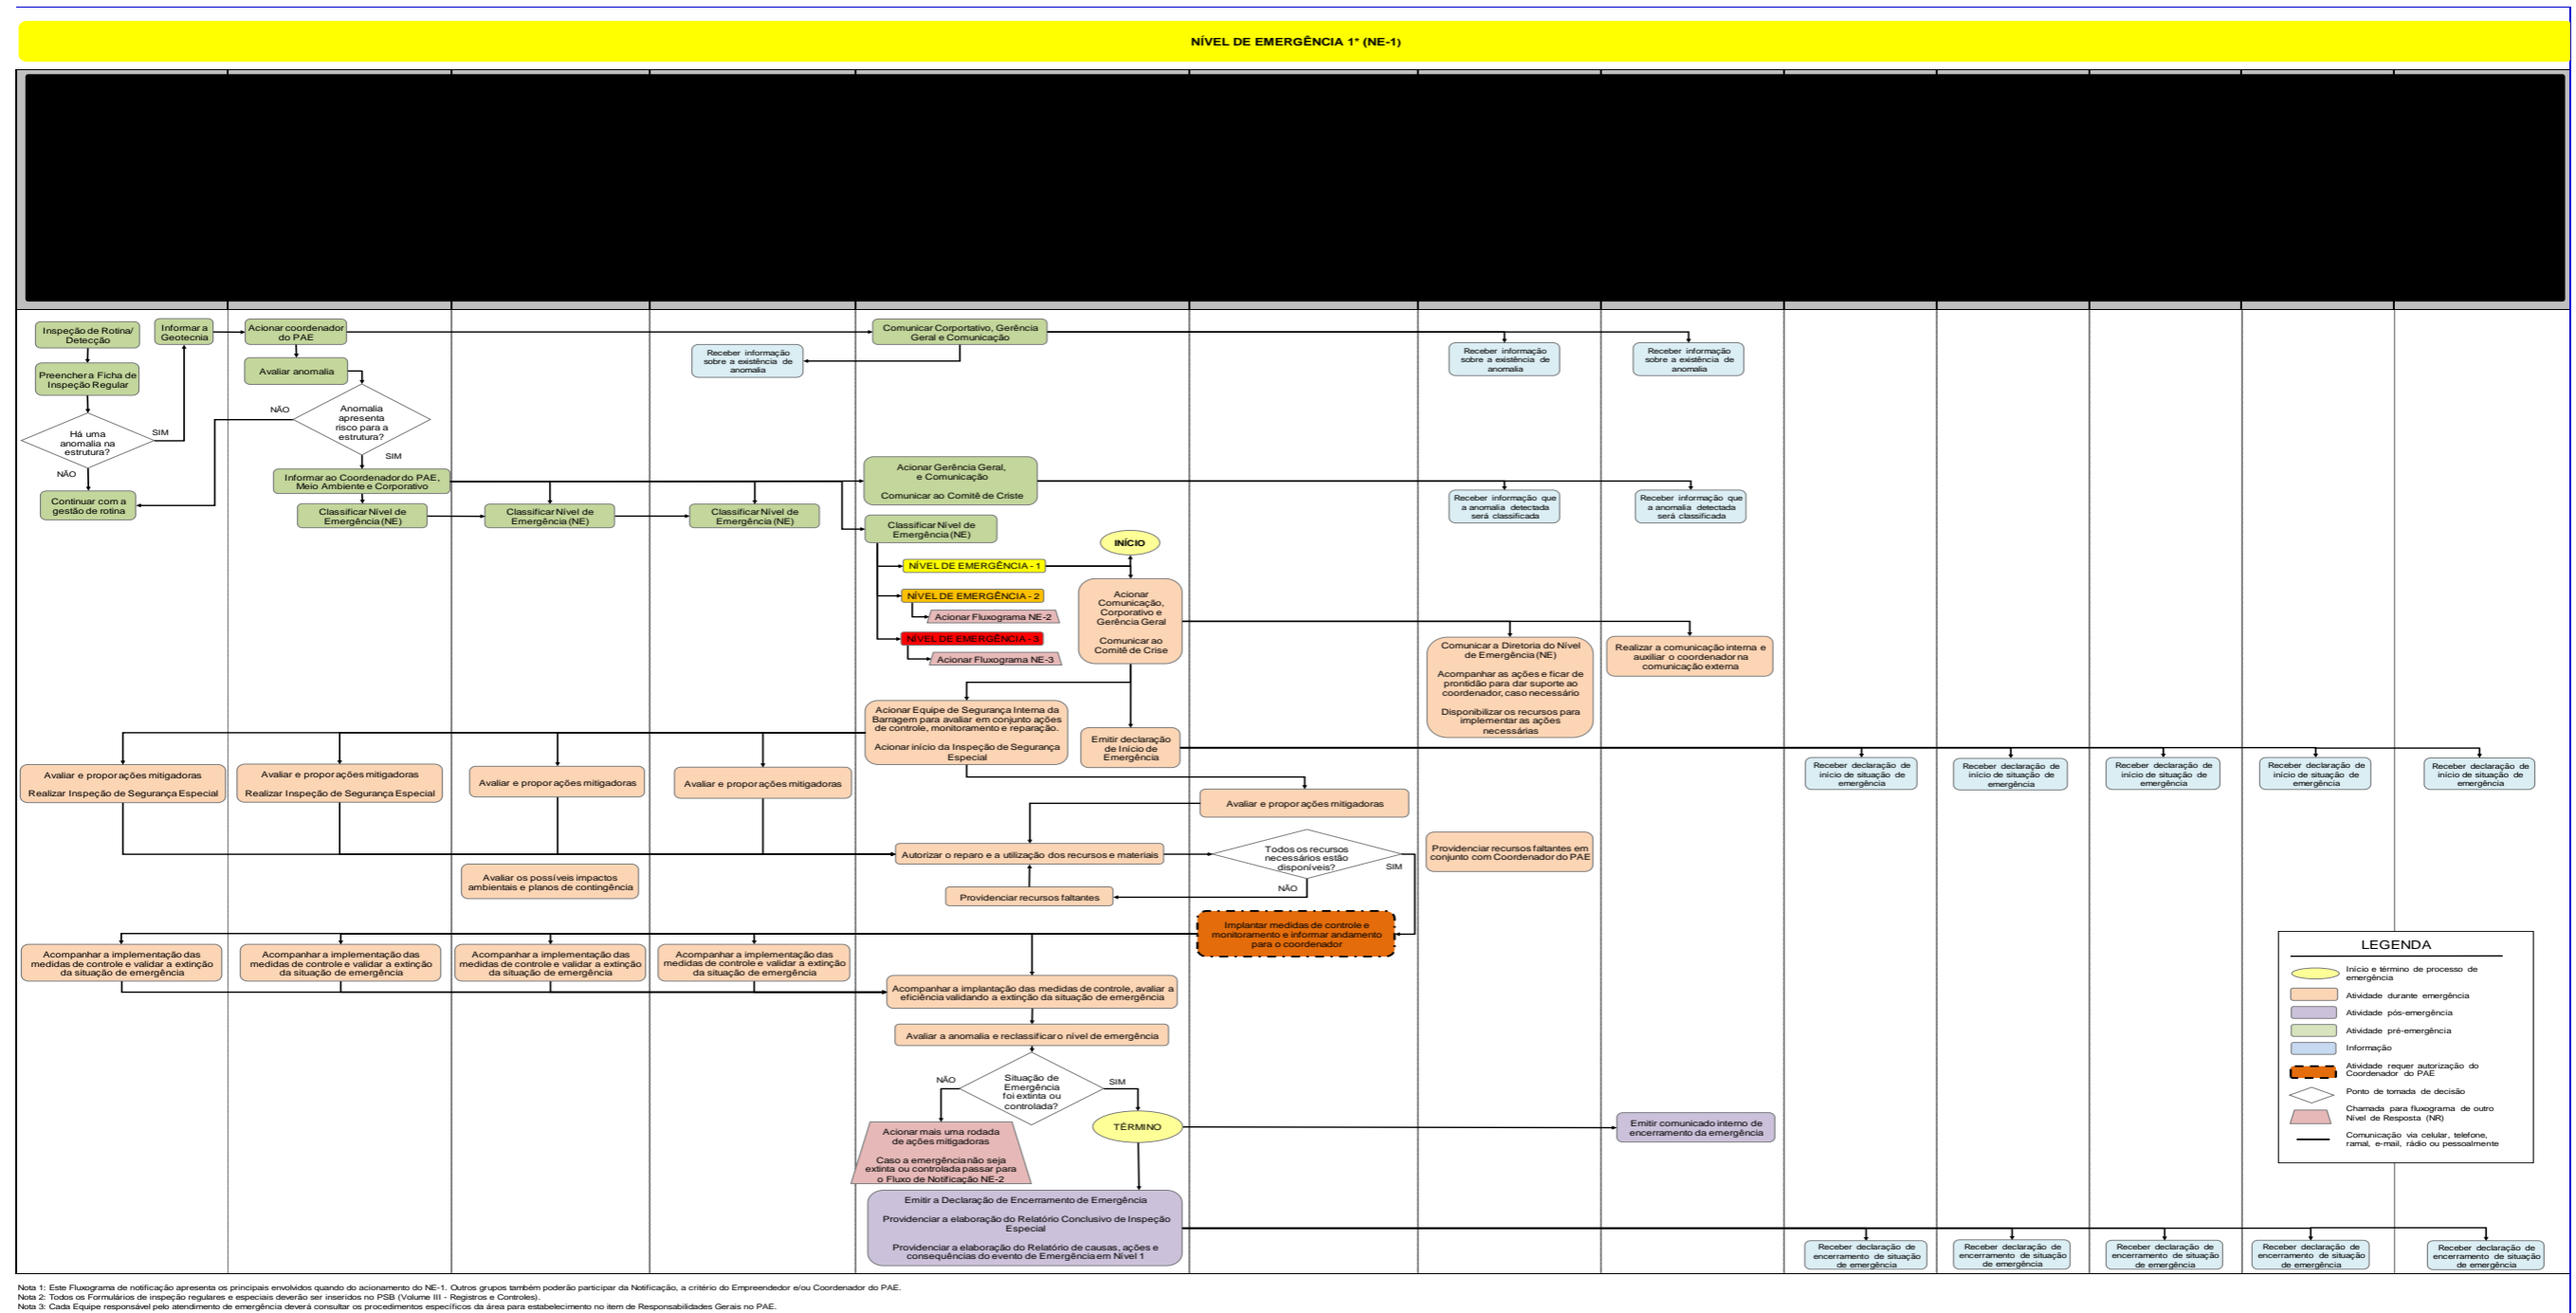 NÍVEL DE EMERGÊNCIA 1* (NE-1)
Inspeção de Rotina/
Detecção
Informar a
Geotecnia
Acionar coordenador
do PAE
Comunicar Corportativo, Gerência
Geral e Comunicação
Preencher a Ficha de
Inspeção Regular
Avaliar anomalia
Receber informação
sobre a existência de
anomalia
Receber informação
sobre a existência de
anomalia
Receber informação
sobre a existência de
anomalia
Há uma
anomalia na
estrutura?
SIM
NÃO
NÃO
Anomalia
apresenta
risco para a
estrutura?
SIM
Continuar com a
gestão de rotina
Informar ao Coordenador do PAE,
Meio Ambiente e Corporativo
Acionar Gerência Geral,
e Comunicação
Comunicar ao Comitê de Criste
Receber informação que
a anomalia detectada
será classificada
Receber informação que
a anomalia detectada
será classificada
Classificar Nível de
Emergência (NE)
Classificar Nível de
Emergência (NE)
Classificar Nível de
Emergência (NE)
Classificar Nível de
Emergência (NE)
INÍCIO
NÍVEL DE EMERGÊNCIA - 1
NÍVEL DE EMERGÊNCIA - 2
Acionar Fluxograma NE-2
NÍVEL DE EMERGÊNCIA - 3
Acionar Fluxograma NE-3
Acionar
Comunicação,
Corporativo e
Gerência Geral
Comunicar ao
Comitê de Crise
Comunicar a Diretoria do Nível
de Emergência (NE)
Acompanhar as ações e ficar de
prontidão para dar suporte ao
coordenador, caso necessário
Disponibilizar os recursos para
implementar as ações
necessárias
Realizar a comunicação interna e
auxiliar o coordenador na
comunicação externa
Acionar Equipe de Segurança Interna da
Barragem para avaliar em conjunto ações
de controle, monitoramento e reparação.
Acionar início da Inspeção de Segurança
Especial
Emitir declaração
de Início de
Emergência
Avaliar e propor ações mitigadoras
Realizar Inspeção de Segurança Especial
Avaliar e propor ações mitigadoras
Realizar Inspeção de Segurança Especial
Avaliar e propor ações mitigadoras
Avaliar e propor ações mitigadoras
Receber declaração de
início de situação de
emergência
Receber declaração de
início de situação de
emergência
Receber declaração de
início de situação de
emergência
Receber declaração de
início de situação de
emergência
Receber declaração de
início de situação de
emergência
Avaliar e propor ações mitigadoras
Autorizar o reparo e a utilização dos recursos e materiais
Todos os recursos
necessários estão
disponíveis?
SIM
NÃO
Providenciar recursos faltantes em
conjunto com Coordenador do PAE
Avaliar os possíveis impactos
ambientais e planos de contingência
Providenciar recursos faltantes
Implantar medidas de controle e
monitoramento e informar andamento
para o coordenador
Acompanhar a implementação das
medidas de controle e validar a extinção
da situação de emergência
Acompanhar a implementação das
medidas de controle e validar a extinção
da situação de emergência
Acompanhar a implementação das
medidas de controle e validar a extinção
da situação de emergência
Acompanhar a implementação das
medidas de controle e validar a extinção
da situação de emergência
Acompanhar a implantação das medidas de controle, avaliar a
eficiência validando a extinção da situação de emergência
Avaliar a anomalia e reclassificar o nível de emergência
NÃO
Situação de
Emergência
foi extinta ou
controlada?
SIM
Acionar mais uma rodada
de ações mitigadoras
Caso a emergência não seja
extinta ou controlada passar para
o Fluxo de Notificação NE-2
TÉRMINO
Emitir comunicado interno de
encerramento da emergência
Emitir a Declaração de Encerramento de Emergência
Providenciar a elaboração do Relatório Conclusivo de Inspeção
Especial
Providenciar a elaboração do Relatório de causas, ações e
consequências do evento de Emergência em Nível 1
Receber declaração de
encerramento de situação
de emergência
Receber declaração de
encerramento de situação
de emergência
Receber declaração de
encerramento de situação
de emergência
Receber declaração de
encerramento de situação
de emergência
Receber declaração de
encerramento de situação
de emergência
LEGENDA
Início e término de processo de
emergência
Atividade durante emergência
Atividade pós-emergência
Atividade pré-emergência
Informação
Atividade requer autorização do
Coordenador do PAE
Ponto de tomada de decisão
Chamada para fluxograma de outro
Nível de Resposta (NR)
Comunicação via celular, telefone,
ramal, e-mail, rádio ou pessoalmente
Nota 1: Este Fluxograma de notificação apresenta os principais envolvidos quando do acionamento do NE-1. Outros grupos também poderão participar da Notificação, a critério do Empreendedor e/ou Coordenador do PAE.
Nota 2: Todos os Formulários de inspeção regulares e especiais deverão ser inseridos no PSB (Volume III - Registros e Controles).
Nota 3: Cada Equipe responsável pelo atendimento de emergência deverá consultar os procedimentos específicos da área para estabelecimento no item de Responsabilidades Gerais no PAE.